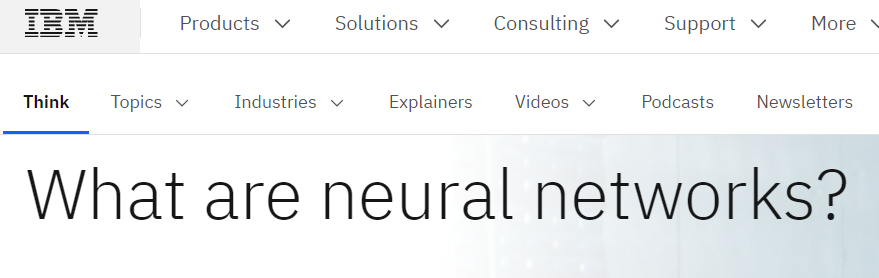 IBM Products Solutions Consulting Support More
Think Topics Industries Explainers Videos Podcasts Newsletters
What are neural networks?